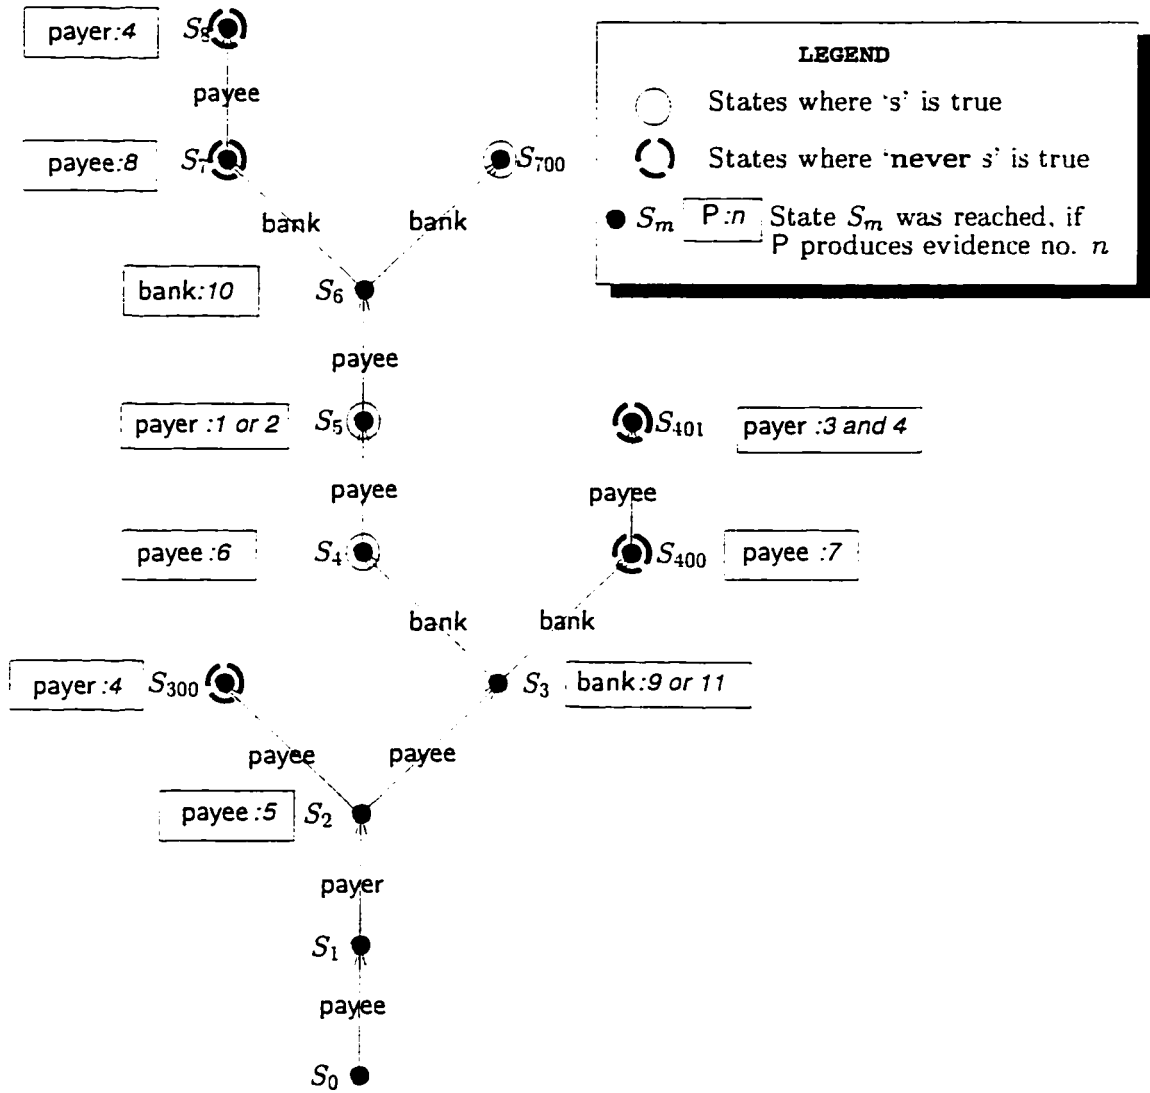 payer:4 S8
payee
payee:8 S7 S700
bank bank
bank:10 S6
payee
payer :1 or 2 S5 S401 payer :3 and 4
payee payee
payee :6 S4 S400 payee :7
bank bank
payer :4 S300 S3 bank:9 or 11
payee payee
payee :5 S2
payer
S1
payee
S0
LEGEND
States where 's' is true
States where 'never s' is true
Sm P:n State Sm was reached, if
P produces evidence no. n